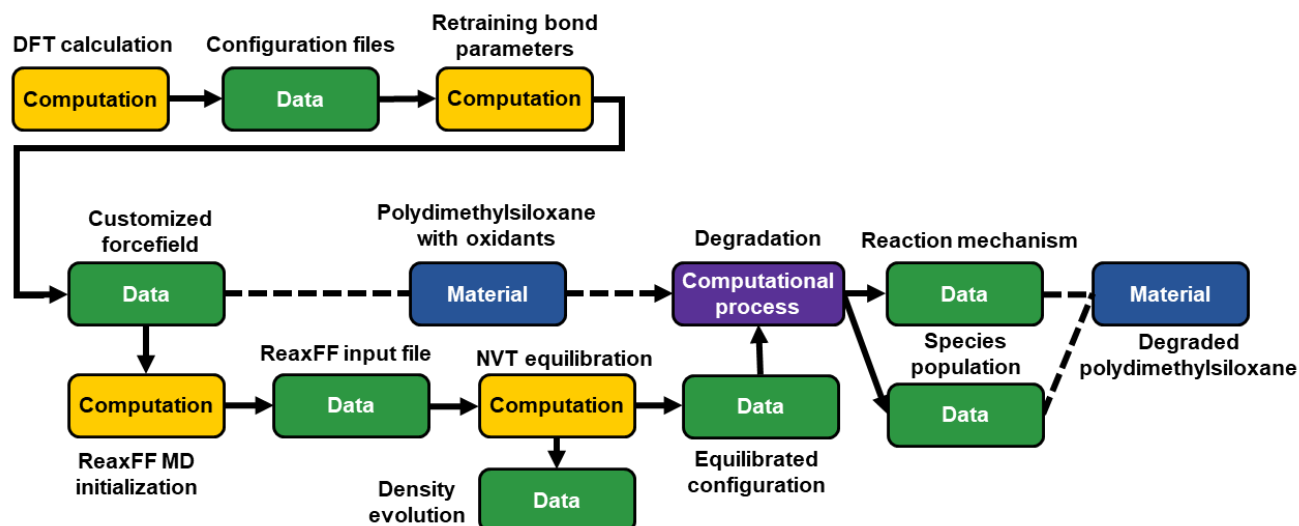 DFT calculation
Configuration files
Retraining bond
parameters
Computation
Data
Computation
Customized
forcefield
Polydimethylsiloxane
with oxidants
Degradation
Reaction mechanism
Data
Material
Computational
process
Data
Material
Species
population
Degraded
polydimethylsiloxane
ReaxFF input file
NVT equilibration
Computation
Data
Computation
Data
Data
ReaxFF MD
initialization
Equilibrated
configuration
Density
evolution
Data